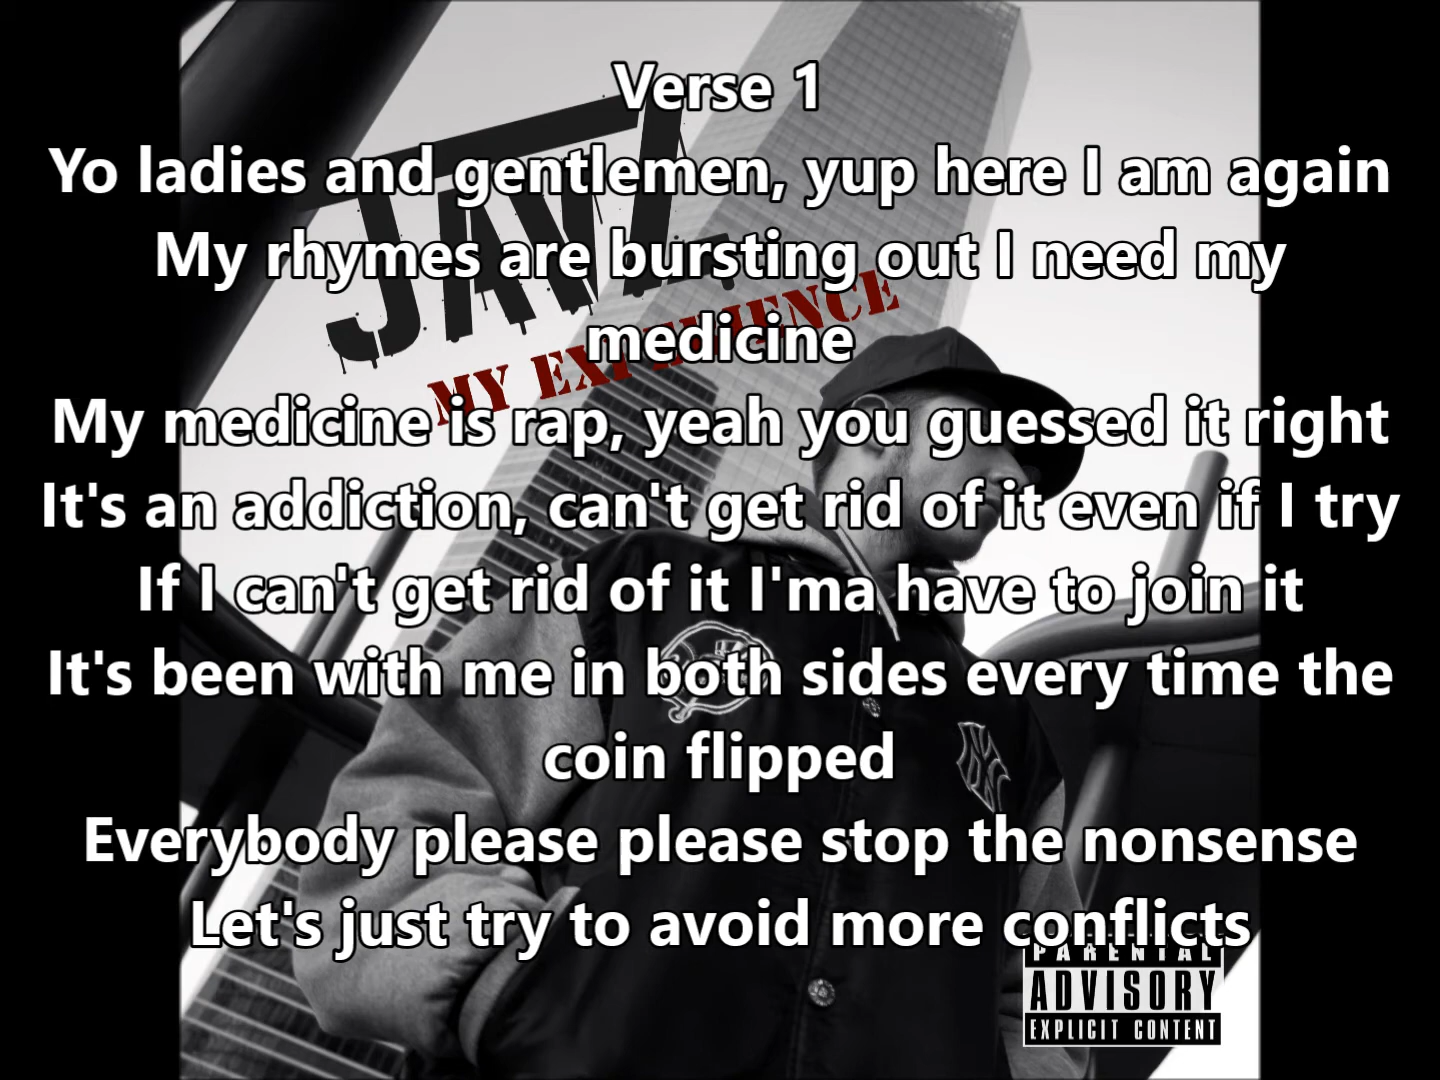 Verse 1
Yo ladies and gentlemen, yup here I am again
My rhymes are bursting out I need my
medicine
My medicine is rap, yeah you guessed it right
It's an addiction, can't get rid of it even if I try
If I can't get rid of it I'ma have to join it
It's been with me in both sides every time the
coin flipped
Everybody please please stop the nonsense
Let's just try to avoid more conflicts
JAVZ
MY EXPERIENCE
NY
PARENTAL
ADVISORY
EXPLICIT CONTENT